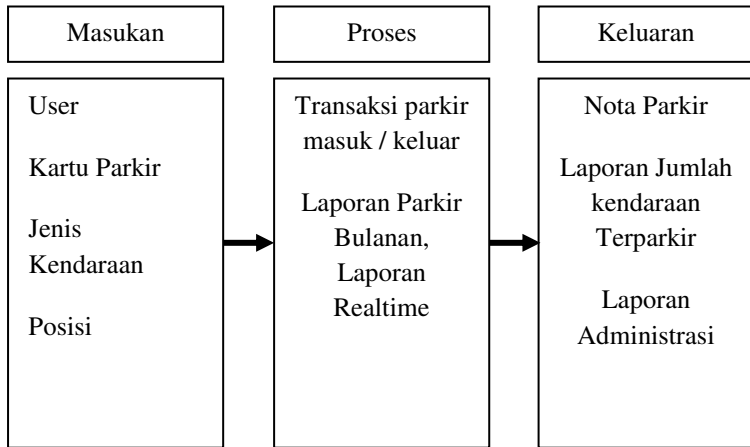 Masukan
Proses
Keluaran
User
Kartu Parkir
Jenis
Kendaraan
Posisi
Transaksi parkir
masuk / keluar
Laporan Parkir
Bulanan,
Laporan
Realtime
Nota Parkir
Laporan Jumlah
kendaraan
Terparkir
Laporan
Administrasi